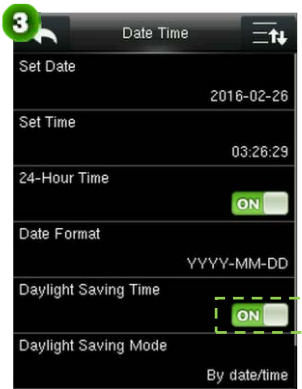 3
Date Time
Set Date
2016-02-26
Set Time
03:26:29
24-Hour Time
ON
Date Format
YYYY-MM-DD
Daylight Saving Time
ON
Daylight Saving Mode
By date/time